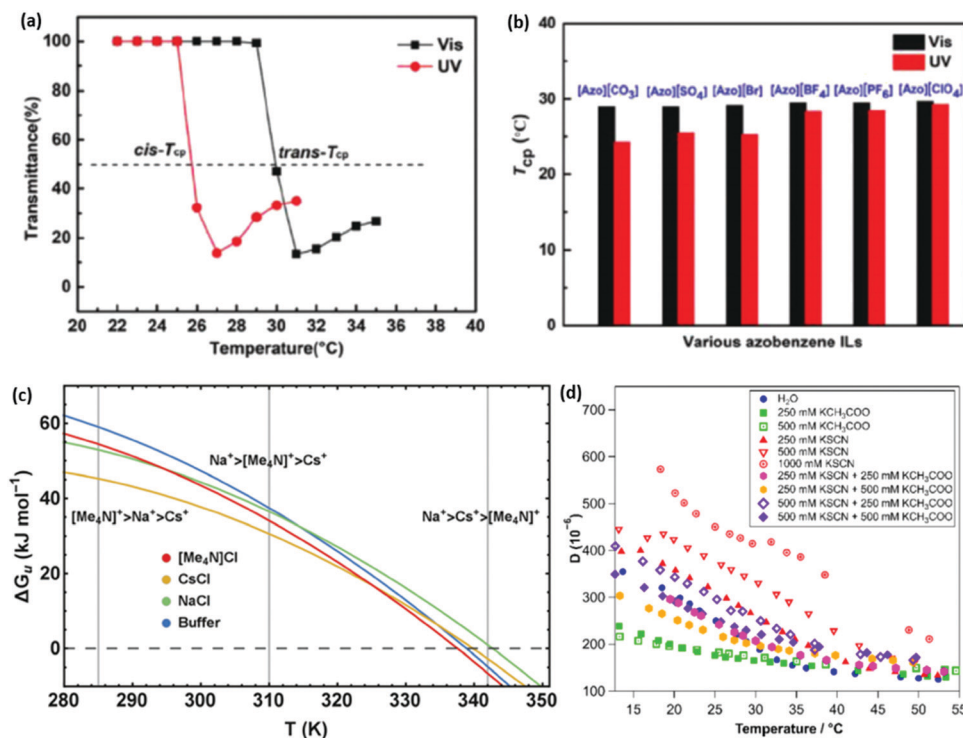 (a)
Vis
UV
Transmittance(%)
100
80
60
40
20
0
cis-Tcp
trans-Tcp
20 22 24 26 28 30 32 34 36 38 40
Temperature(°C)
(b)
Vis
UV
Tcp (°C)
40
30
20
10
0
[Azo][CO3] [Azo][SO4] [Azo][Br] [Azo][BF4] [Azo][PF6] [Azo][ClO4]
Various azobenzene ILs
(c)
ΔGu (kJ mol−1)
60
40
20
0
Na+>[Me4N]+>Cs+
[Me4N]+>Na+>Cs+
Na+>Cs+>[Me4N]+
[Me4N]Cl
CsCl
NaCl
Buffer
280 290 300 310 320 330 340 350
T (K)
(d)
D (10-6)
700
600
500
400
300
200
100
H2O
250 mM KCH3COO
500 mM KCH3COO
250 mM KSCN
500 mM KSCN
1000 mM KSCN
250 mM KSCN + 250 mM KCH3COO
250 mM KSCN + 500 mM KCH3COO
500 mM KSCN + 250 mM KCH3COO
500 mM KSCN + 500 mM KCH3COO
15 20 25 30 35 40 45 50 55
Temperature / °C